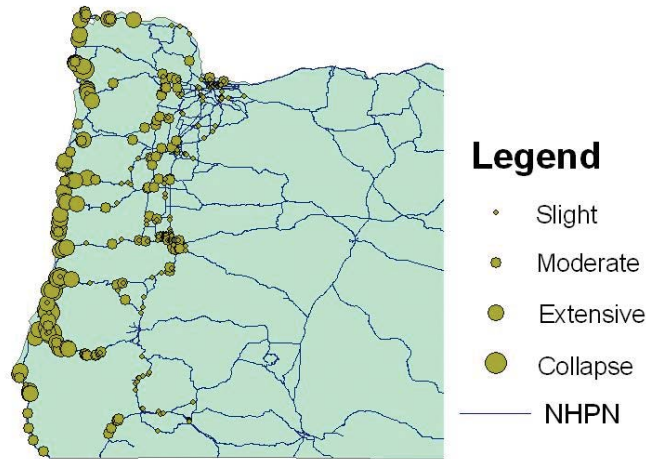 Legend
Slight
Moderate
Extensive
Collapse
NHPN